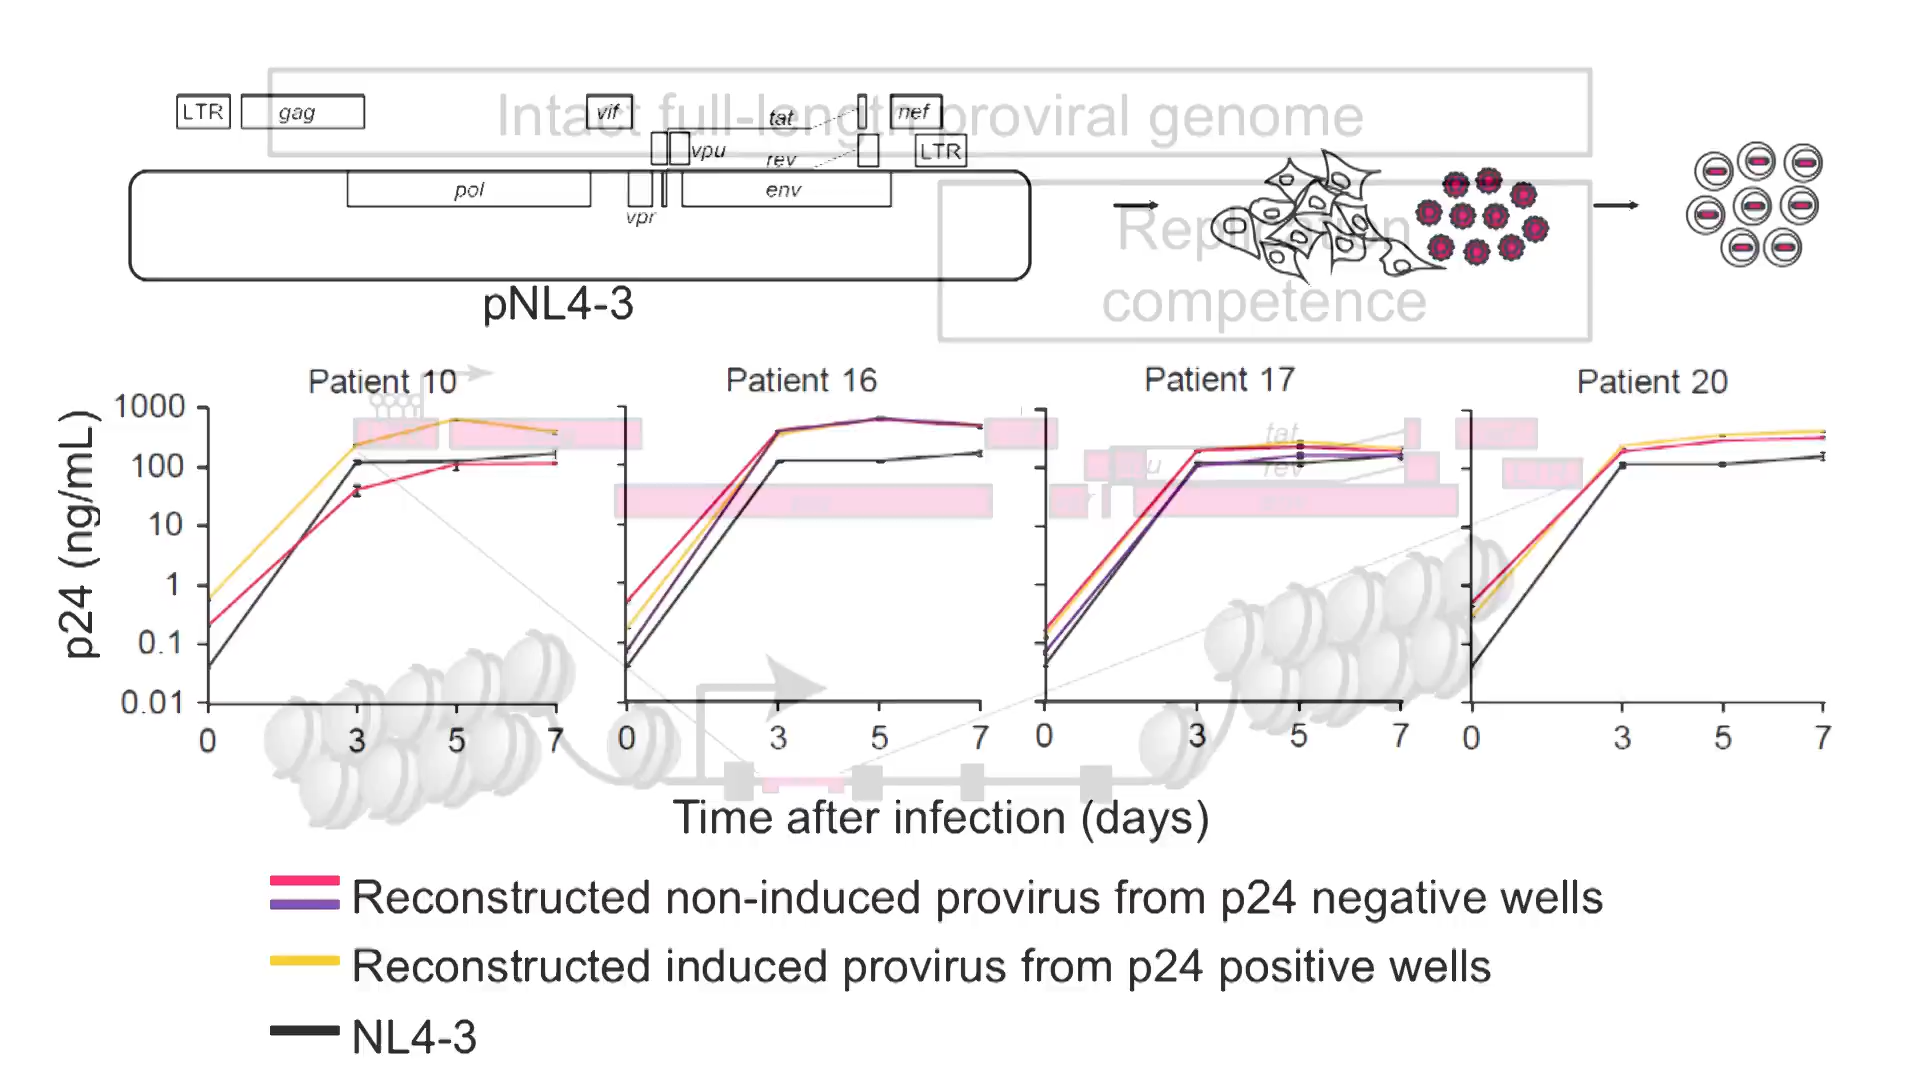 Intact full-length proviral genome
LTR gag vif tat nef
vpu rev LTR
pol env
vpr
Replication
competence
pNL4-3
Patient 10 Patient 16 Patient 17 Patient 20
p24 (ng/mL)
1000
100
10
1
0.1
0.01
tat
rev
0 3 5 7 0 3 5 7 0 3 5 7 0 3 5 7
Time after infection (days)
Reconstructed non-induced provirus from p24 negative wells
Reconstructed induced provirus from p24 positive wells
NL4-3